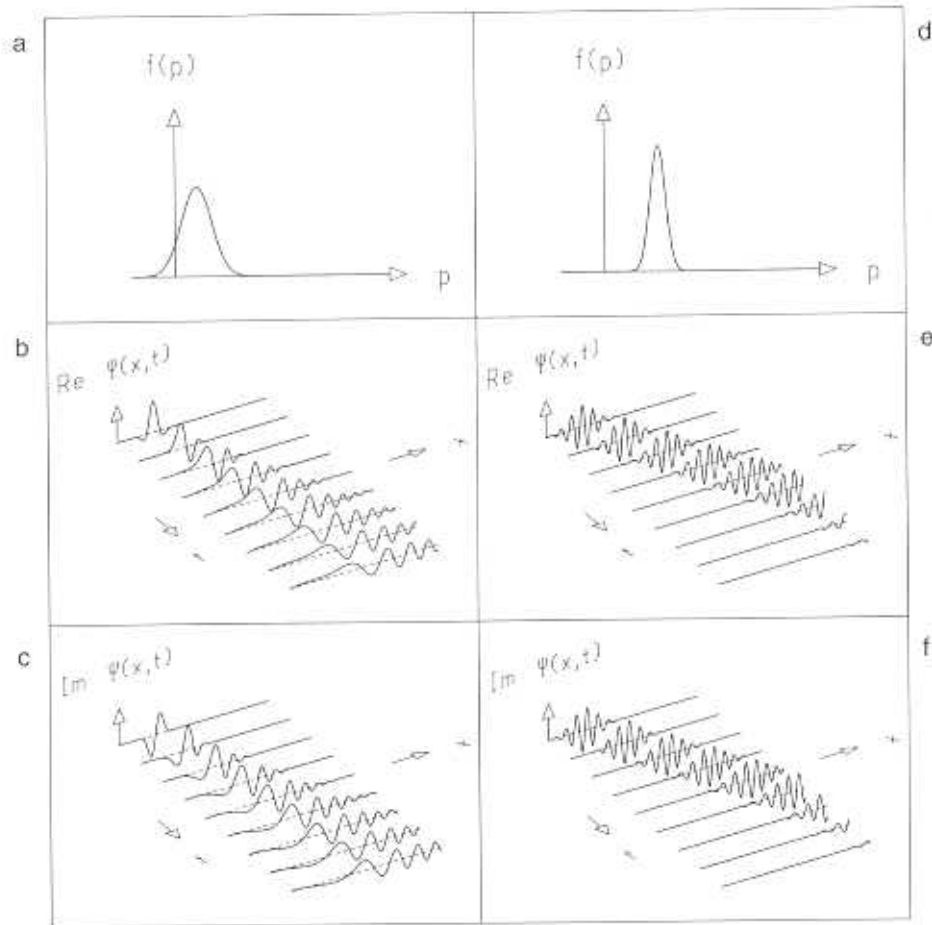 a
f(p)
p
d
f(p)
p
b
Re ψ(x,t)
x
t
e
Re ψ(x,t)
x
t
c
Im ψ(x,t)
x
t
f
Im ψ(x,t)
x
t